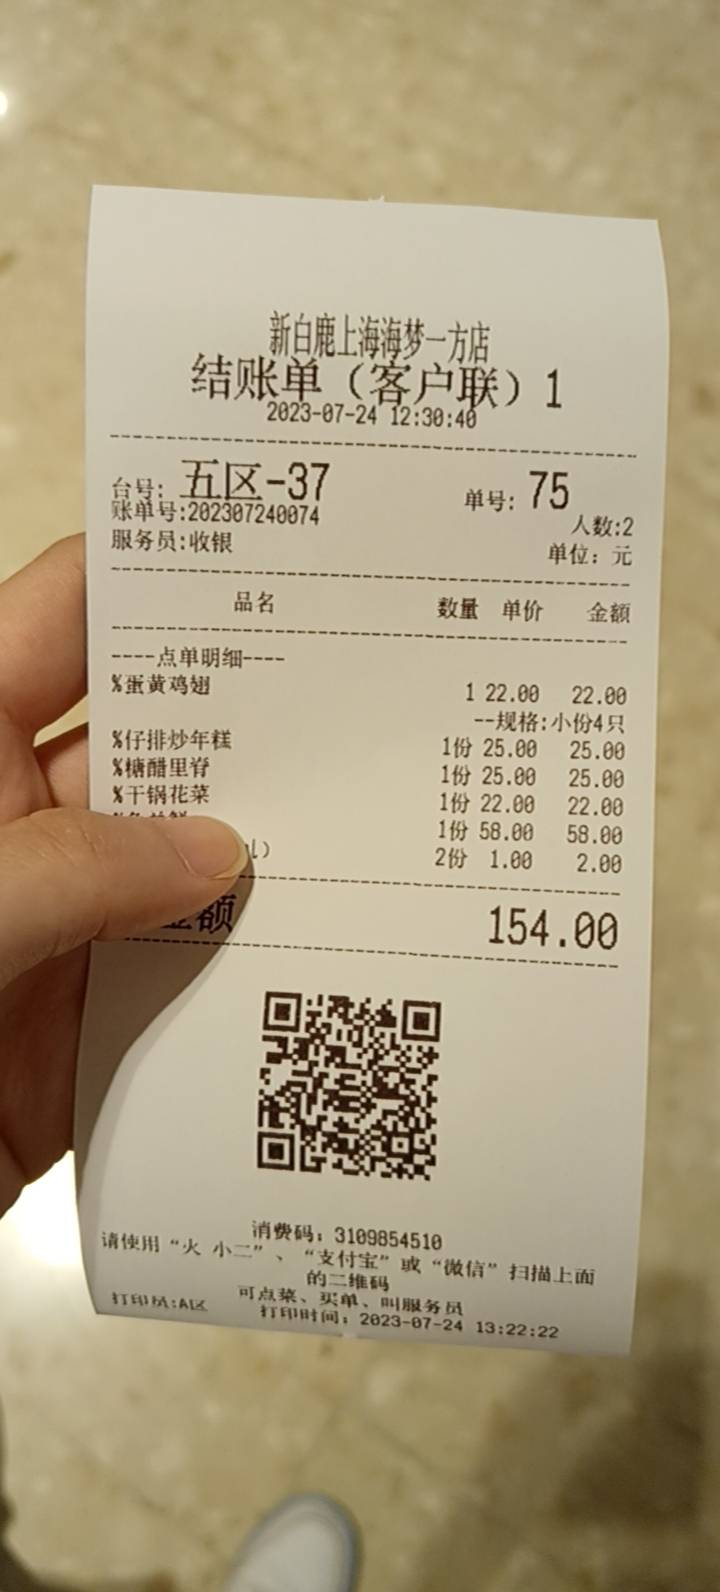 新白鹿上海海梦一方店
结账单（客户联）1
2023-07-24 12:30:40
台号: 五区-37 单号: 75
账单号:202307240074 人数:2
服务员:收银 单位: 元
品名 数量 单价 金额
----点单明细----
%蛋黄鸡翅 1 22.00 22.00
--规格:小份4只
%仔排炒年糕 1份 25.00 25.00
%糖醋里脊 1份 25.00 25.00
%干锅花菜 1份 22.00 22.00
1份 58.00 58.00
2份 1.00 2.00
金额 154.00
消费码: 3109854510
请使用“火 小二”、“支付宝”或“微信”扫描上面
的二维码
可点菜、买单、叫服务员
打印员:A区 打印时间: 2023-07-24 13:22:22